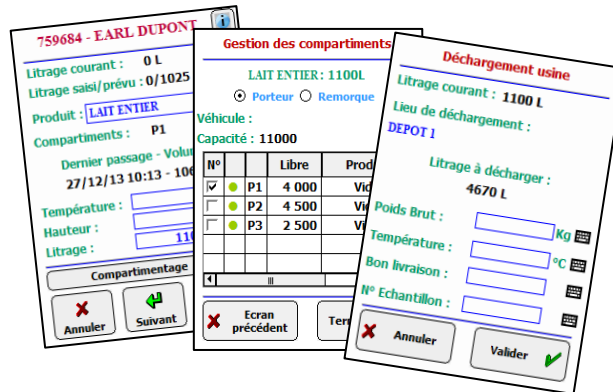 759684 - EARL DUPONT
Litrage courant : 0 L
Litrage saisi/prévu : 0/1025
Produit : LAIT ENTIER
Compartiments : P1
Dernier passage -
27/12/13 10:13 -
Température :
Hauteur :
Litrage :
Compartimentage
Annuler
Suivant
Gestion des compartiments
LAIT ENTIER : 1100L
Porteur Remorque
Véhicule :
Capacité : 11000
N° Libre
P1 4 000
P2 4 500
P3 2 500
Ecran
précédent
Déchargement usine
Litrage courant : 1100 L
Lieu de déchargement :
DEPOT 1
Litrage à décharger :
4670 L
Poids Brut : Kg
Température : °C
Bon livraison :
N° Echantillon :
Annuler
Valider